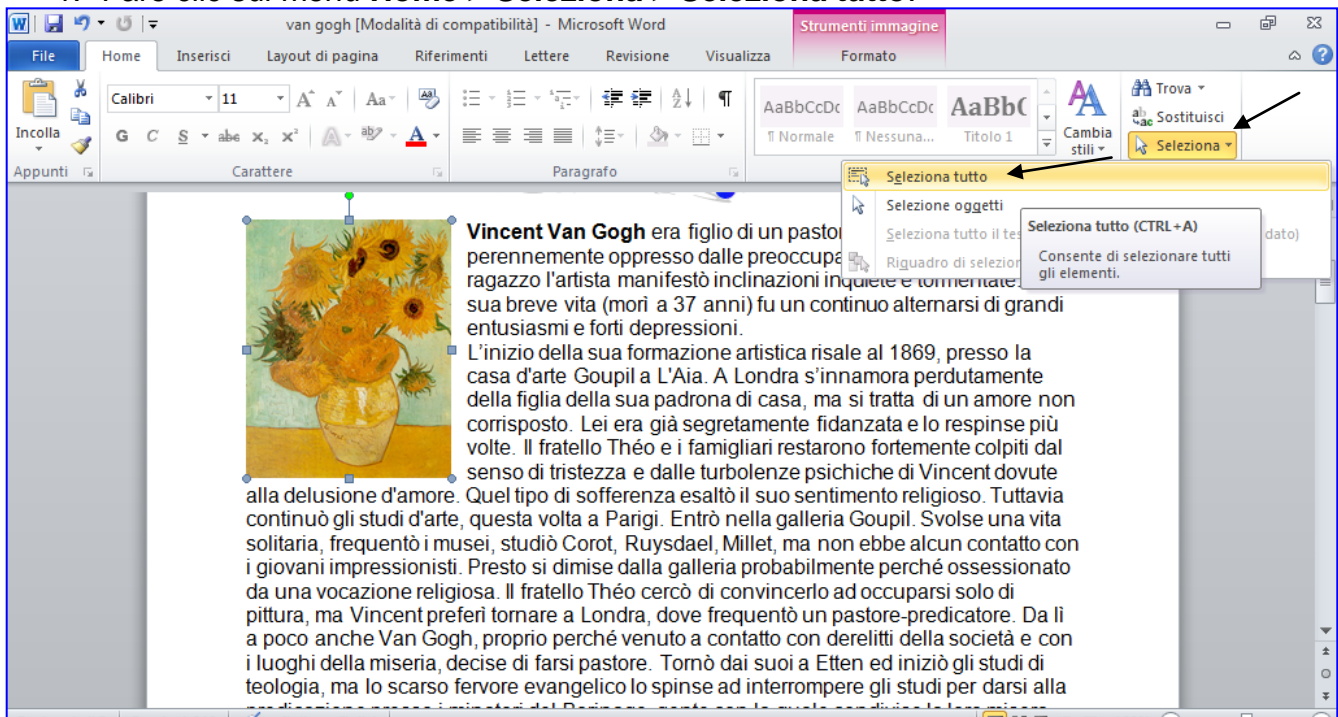 van gogh [Modalità di compatibilità] - Microsoft Word
Strumenti immagine
File Home Inserisci Layout di pagina Riferimenti Lettere Revisione Visualizza Formato
Calibri 11
Aa
AaBbCcDc AaBbCcDc AaBbC
Trova
Sostituisci
Seleziona
Incolla
G C S abc x₂ x²
¶ Normale ¶ Nessuna... Titolo 1
Cambia stili
Appunti Carattere Paragrafo
Seleziona tutto
Selezione oggetti
Seleziona tutto il tes dato)
Riquadro di selezion
Seleziona tutto (CTRL+A)
Consente di selezionare tutti
gli elementi.
Vincent Van Gogh era figlio di un pastor
perennemente oppresso dalle preoccupa
ragazzo l'artista manifestò inclinazioni inquiete e tormentate.
sua breve vita (morì a 37 anni) fu un continuo alternarsi di grandi
entusiasmi e forti depressioni.
L’inizio della sua formazione artistica risale al 1869, presso la
casa d'arte Goupil a L'Aia. A Londra s’innamora perdutamente
della figlia della sua padrona di casa, ma si tratta di un amore non
corrisposto. Lei era già segretamente fidanzata e lo respinse più
volte. Il fratello Théo e i famigliari restarono fortemente colpiti dal
senso di tristezza e dalle turbolenze psichiche di Vincent dovute
alla delusione d'amore. Quel tipo di sofferenza esaltò il suo sentimento religioso. Tuttavia
continuò gli studi d'arte, questa volta a Parigi. Entrò nella galleria Goupil. Svolse una vita
solitaria, frequentò i musei, studiò Corot, Ruysdael, Millet, ma non ebbe alcun contatto con
i giovani impressionisti. Presto si dimise dalla galleria probabilmente perché ossessionato
da una vocazione religiosa. Il fratello Théo cercò di convincerlo ad occuparsi solo di
pittura, ma Vincent preferì tornare a Londra, dove frequentò un pastore-predicatore. Da lì
a poco anche Van Gogh, proprio perché venuto a contatto con derelitti della società e con
i luoghi della miseria, decise di farsi pastore. Tornò dai suoi a Etten ed iniziò gli studi di
teologia, ma lo scarso fervore evangelico lo spinse ad interrompere gli studi per darsi alla